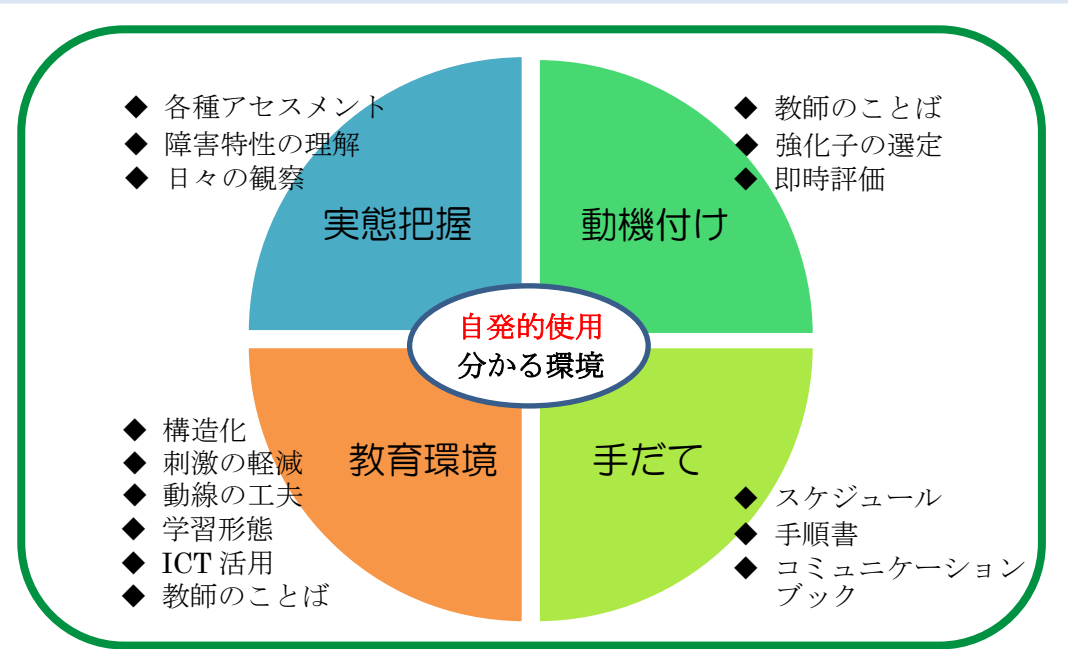 ◆ 各種アセスメント
◆ 障害特性の理解
◆ 日々の観察
実態把握
◆ 教師のことば
◆ 強化子の選定
◆ 即時評価
動機付け
自発的使用
分かる環境
◆ 構造化
◆ 刺激の軽減
◆ 動線の工夫
◆ 学習形態
◆ ICT 活用
◆ 教師のことば
教育環境
手だて
◆ スケジュール
◆ 手順書
◆ コミュニケーション
ブック